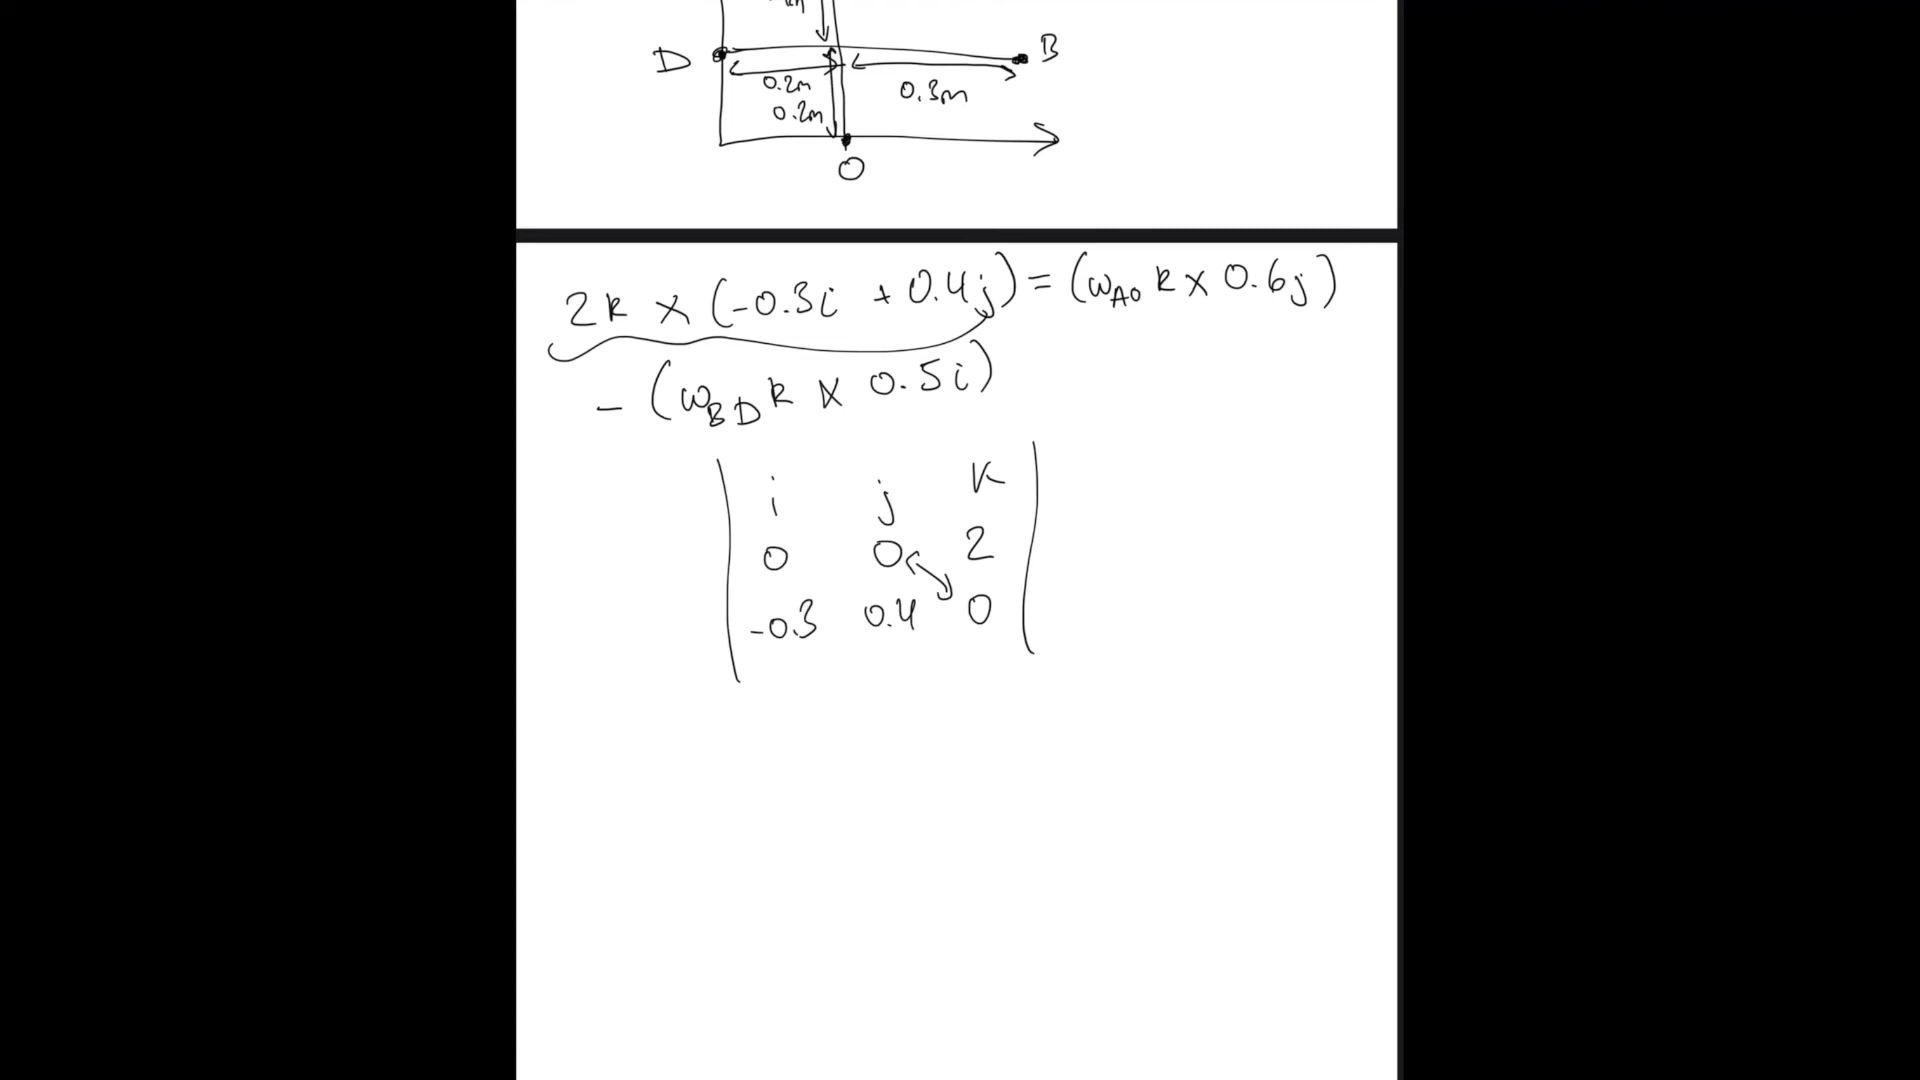 D
B
0.2m
0.3m
0.2m
O
2k × (-0.3i + 0.4j) = (ω_AO k × 0.6j)
- (ω_BD k × 0.5i)
i j k
0 0 2
-0.3 0.4 0